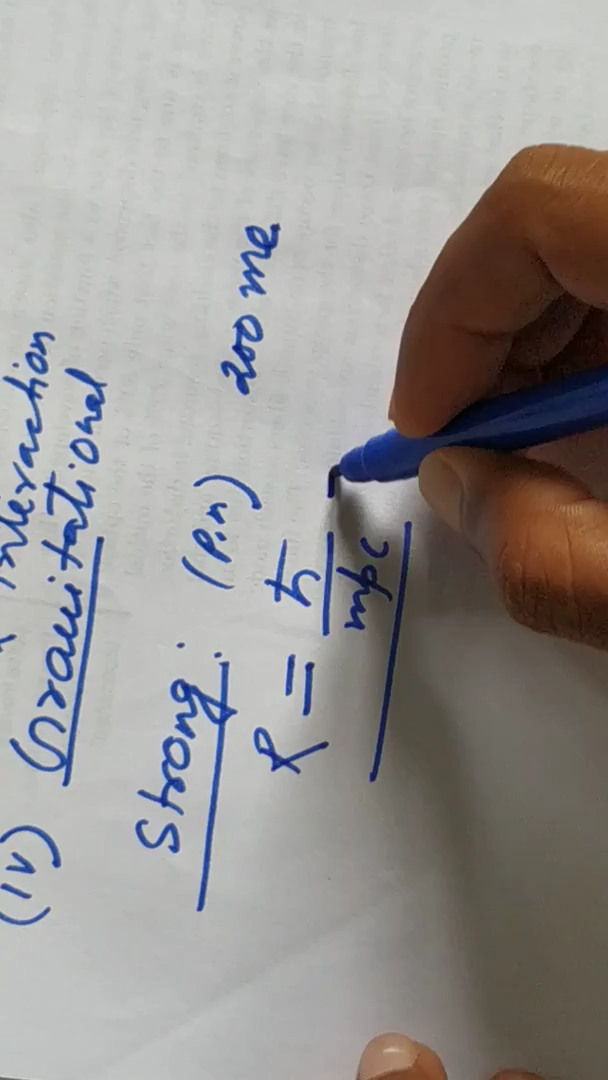 Interaction
(iv) Gravitational
Strong: (p.n)
200 me
R = ħ
mpc